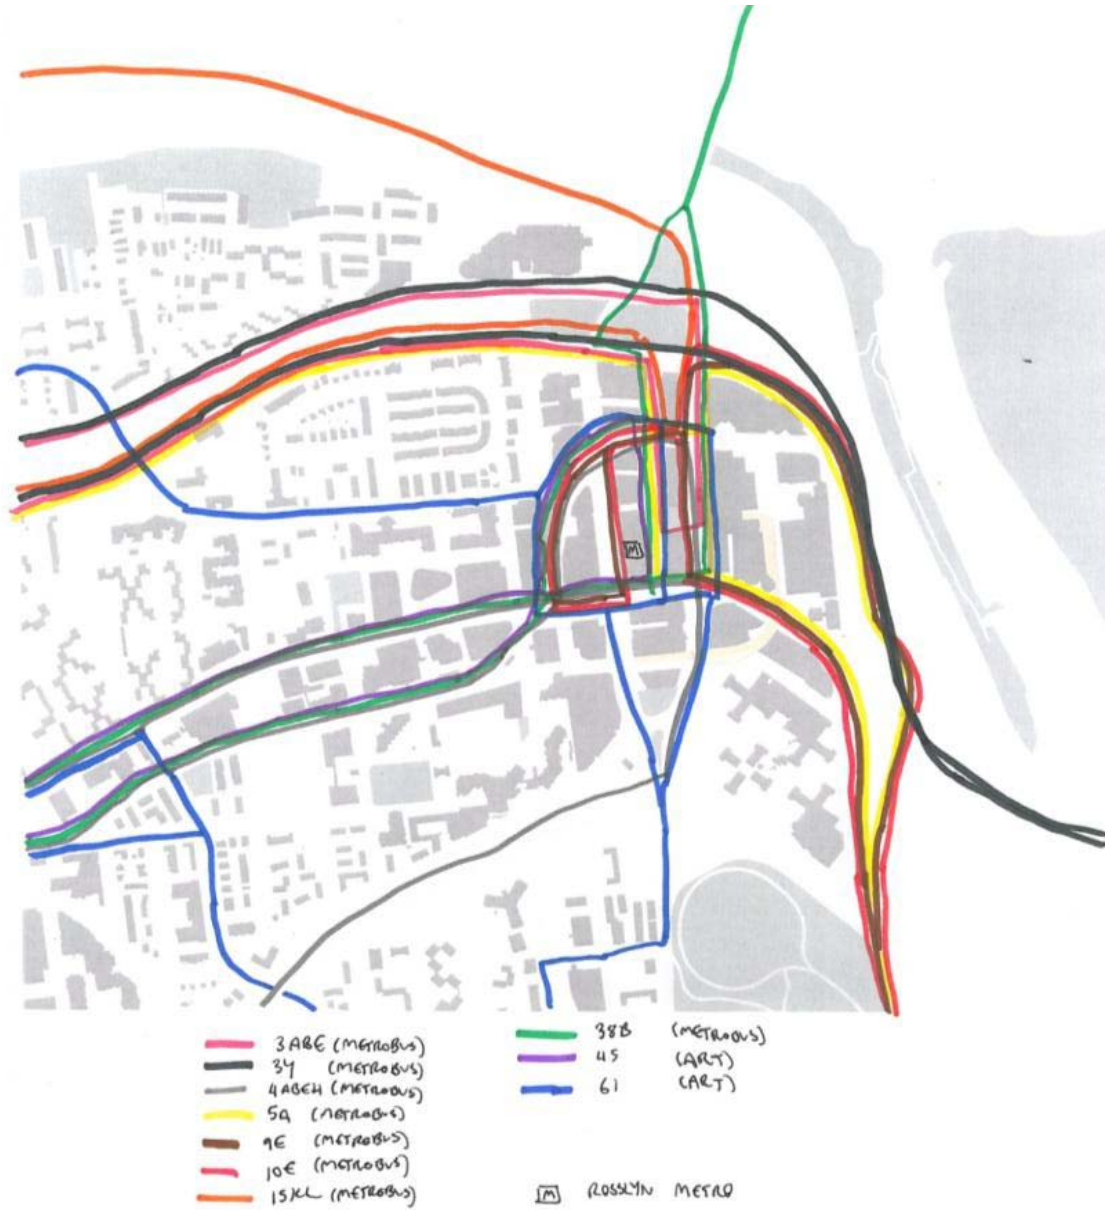 M
3ABE (METROBUS)
3Y (METROBUS)
4ABEH (METROBUS)
5A (METROBUS)
9E (METROBUS)
10E (METROBUS)
15KL (METROBUS)
38B (METROBUS)
45 (ART)
61 (ART)
M ROSSLYN METRO